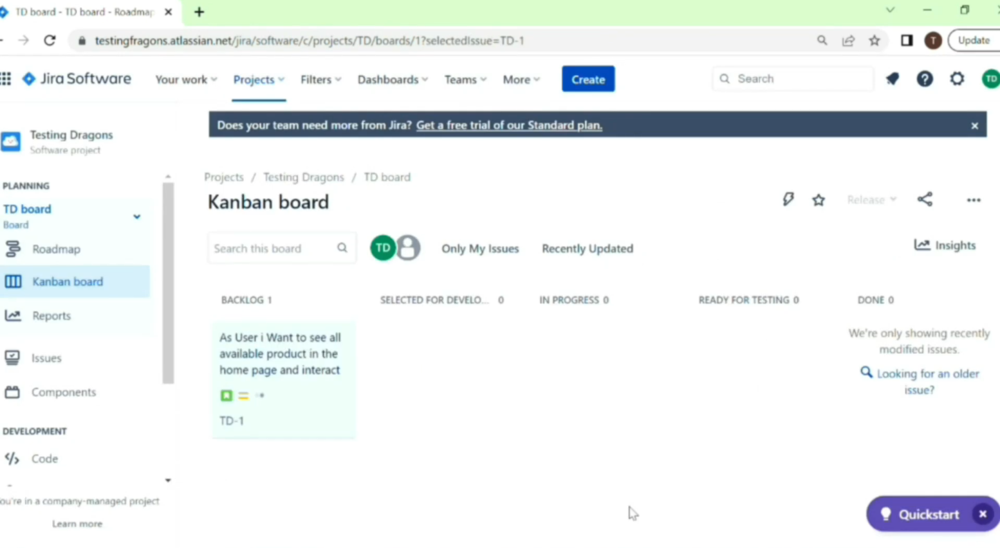 TD board - TD board - Roadmap
testingfragons.atlassian.net/jira/software/c/projects/TD/boards/1?selectedIssue=TD-1
T
Update
Jira Software
Your work
Projects
Filters
Dashboards
Teams
More
Create
Search
TD
Does your team need more from Jira? Get a free trial of our Standard plan.
Testing Dragons
Software project
PLANNING
TD board
Board
Roadmap
Kanban board
Reports
Issues
Components
DEVELOPMENT
Code
ou're in a company-managed project
Learn more
Projects / Testing Dragons / TD board
Kanban board
Release
Search this board
TD
Only My Issues
Recently Updated
Insights
BACKLOG 1
SELECTED FOR DEVELO... 0
IN PROGRESS 0
READY FOR TESTING 0
DONE 0
As User i Want to see all
available product in the
home page and interact
TD-1
We're only showing recently
modified issues.
Looking for an older
issue?
Quickstart